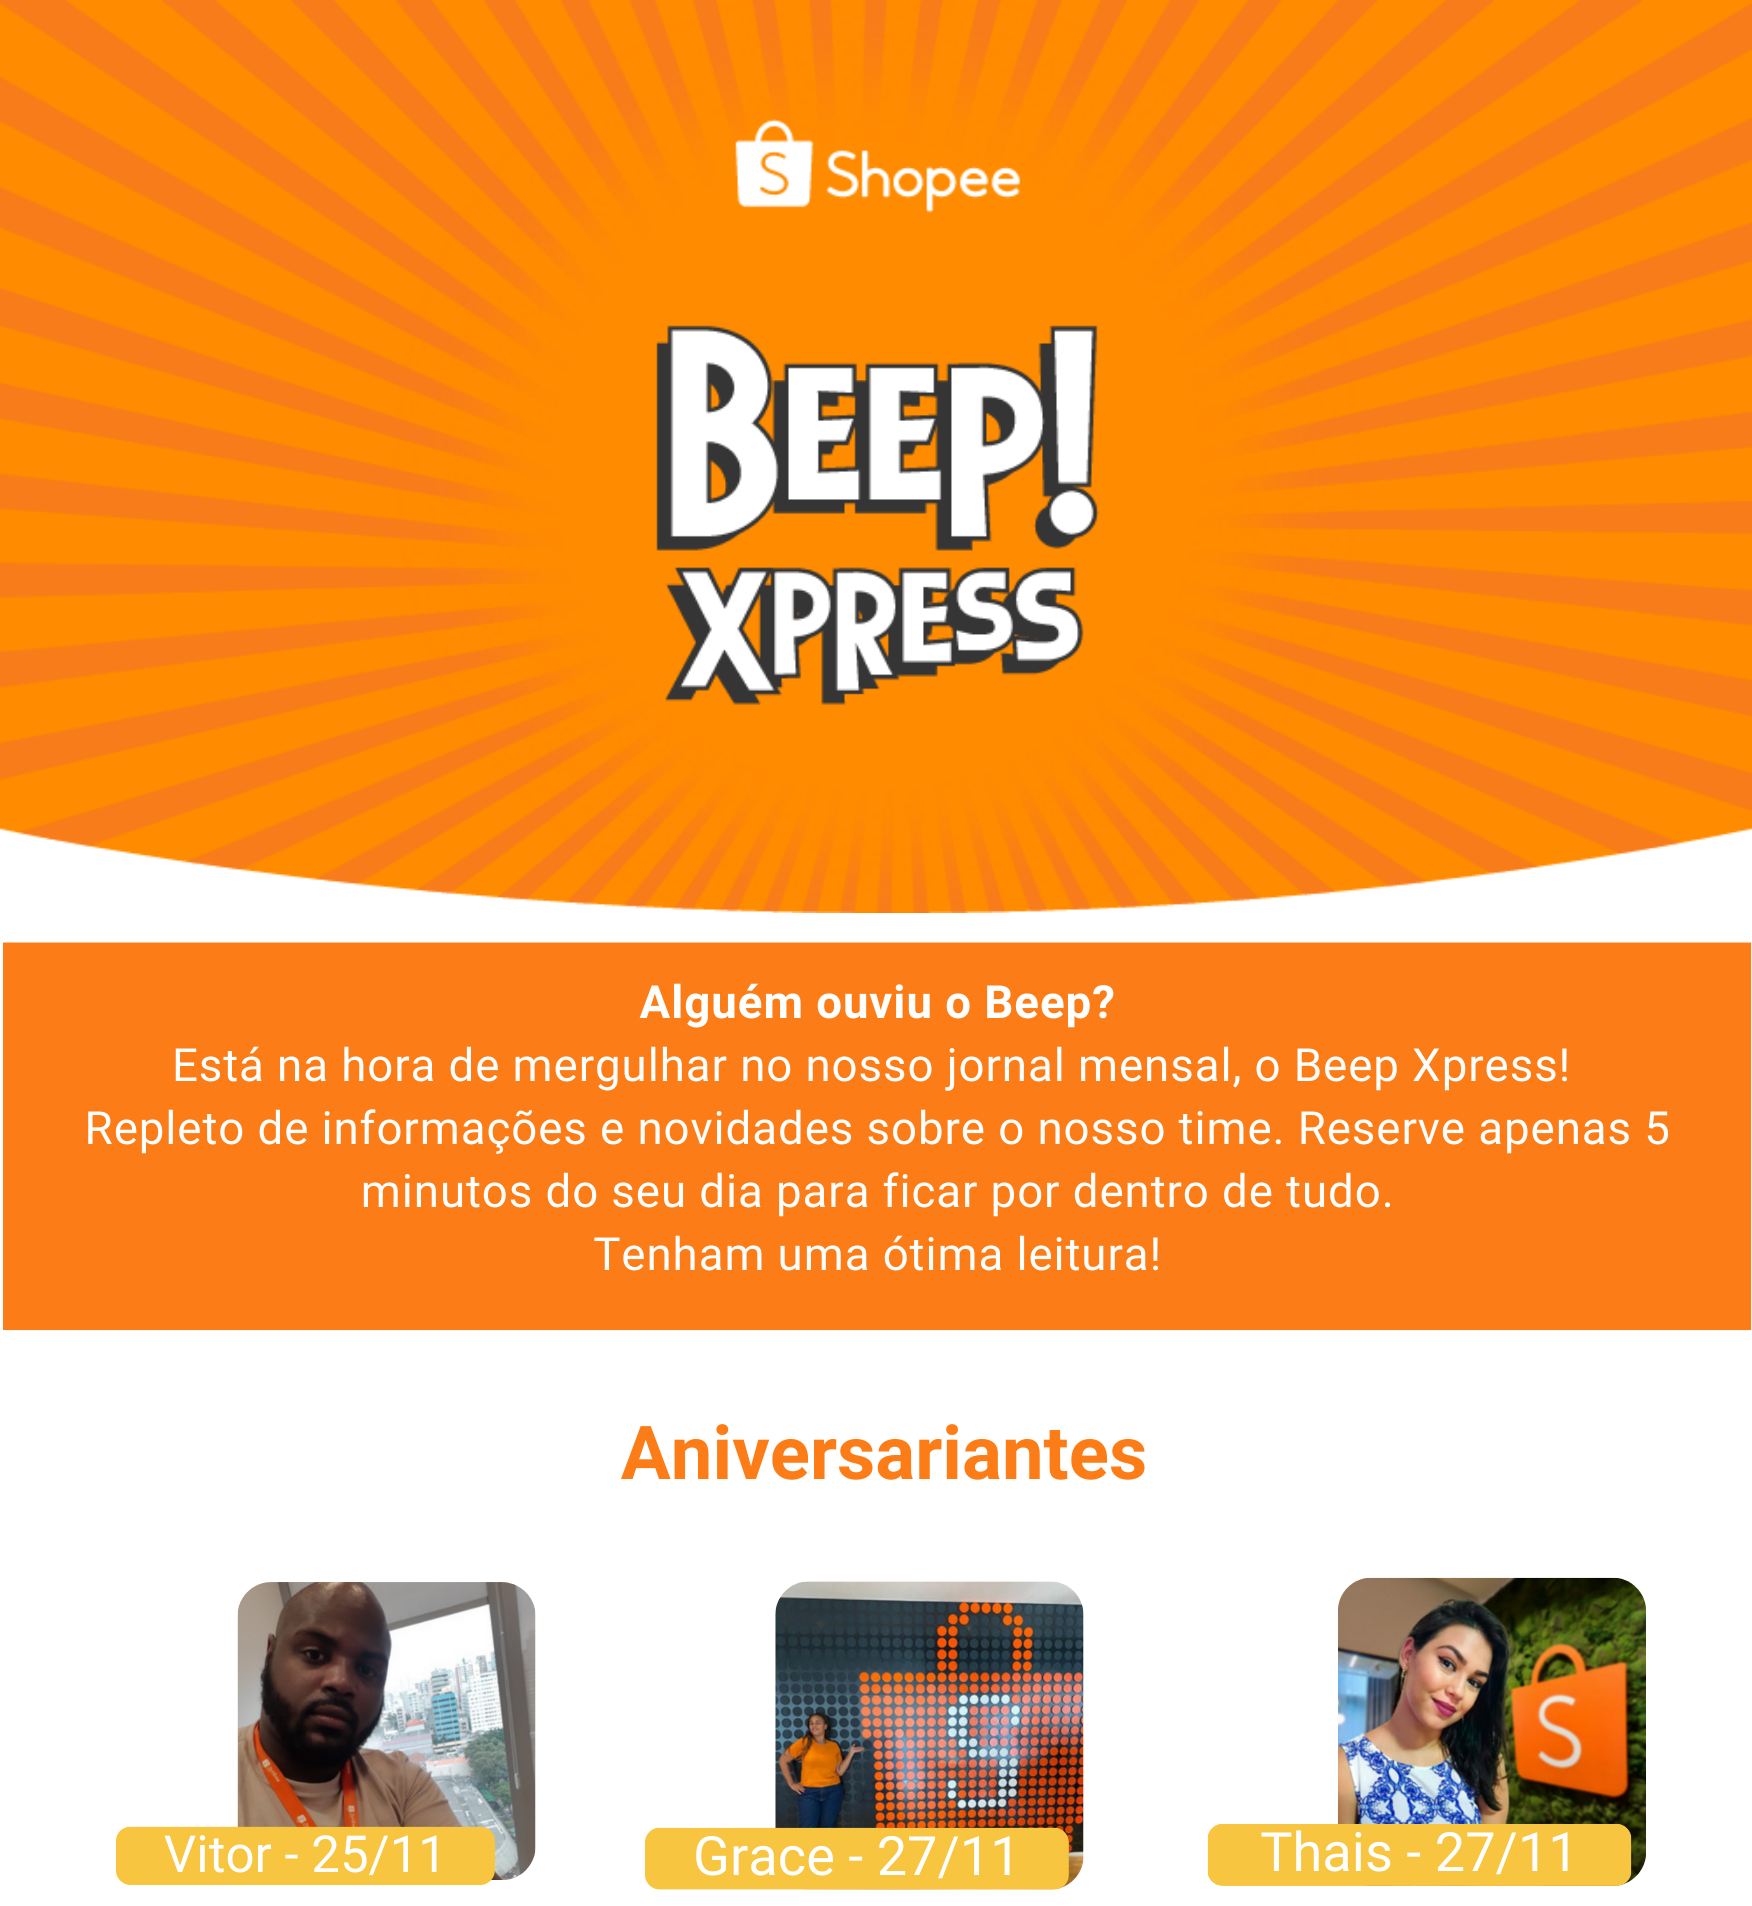 S Shopee
BEEP!
XPRESS
Alguém ouviu o Beep?
Está na hora de mergulhar no nosso jornal mensal, o Beep Xpress!
Repleto de informações e novidades sobre o nosso time. Reserve apenas 5
minutos do seu dia para ficar por dentro de tudo.
Tenham uma ótima leitura!
Aniversariantes
S
S
Vitor - 25/11
Grace - 27/11
Thais - 27/11